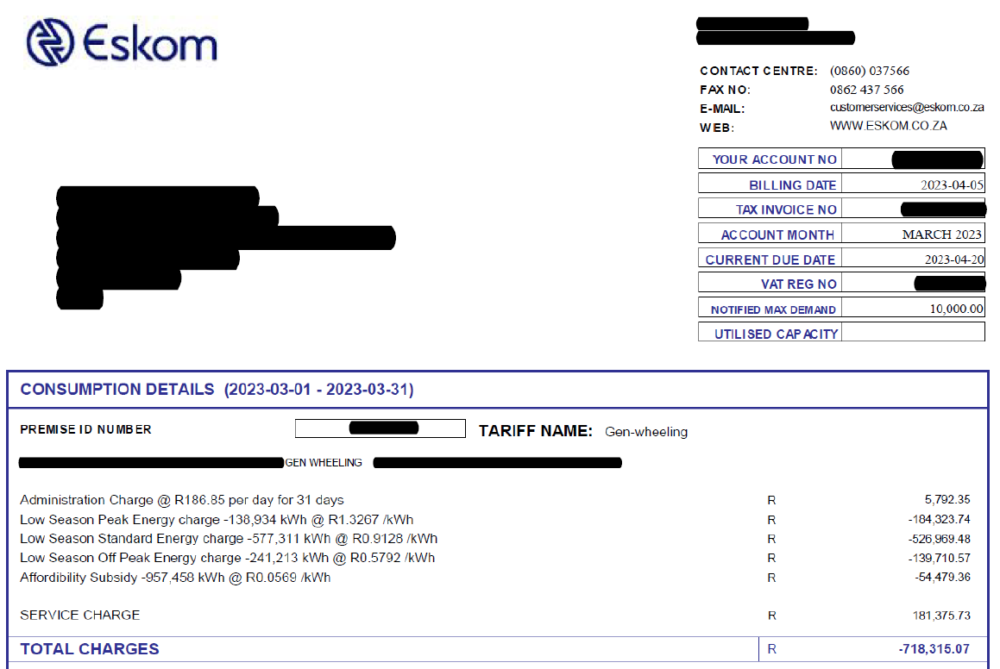 Eskom
CONTACT CENTRE: (0860) 037566
FAX NO: 0862 437 566
E-MAIL: customerservices@eskom.co.za
WEB: WWW.ESKOM.CO.ZA
YOUR ACCOUNT NO
BILLING DATE 2023-04-05
TAX INVOICE NO
ACCOUNT MONTH MARCH 2023
CURRENT DUE DATE 2023-04-20
VAT REG NO
NOTIFIED MAX DEMAND 10,000.00
UTILISED CAPACITY
CONSUMPTION DETAILS (2023-03-01 - 2023-03-31)
PREMISE ID NUMBER TARIFF NAME: Gen-wheeling
GEN WHEELING
Administration Charge @ R186.85 per day for 31 days R 5,792.35
Low Season Peak Energy charge -138,934 kWh @ R1.3267 /kWh R -184,323.74
Low Season Standard Energy charge -577,311 kWh @ R0.9128 /kWh R -526,969.48
Low Season Off Peak Energy charge -241,213 kWh @ R0.5792 /kWh R -139,710.57
Affordibility Subsidy -957,458 kWh @ R0.0569 /kWh R -54,479.36
SERVICE CHARGE R 181,375.73
TOTAL CHARGES R -718,315.07